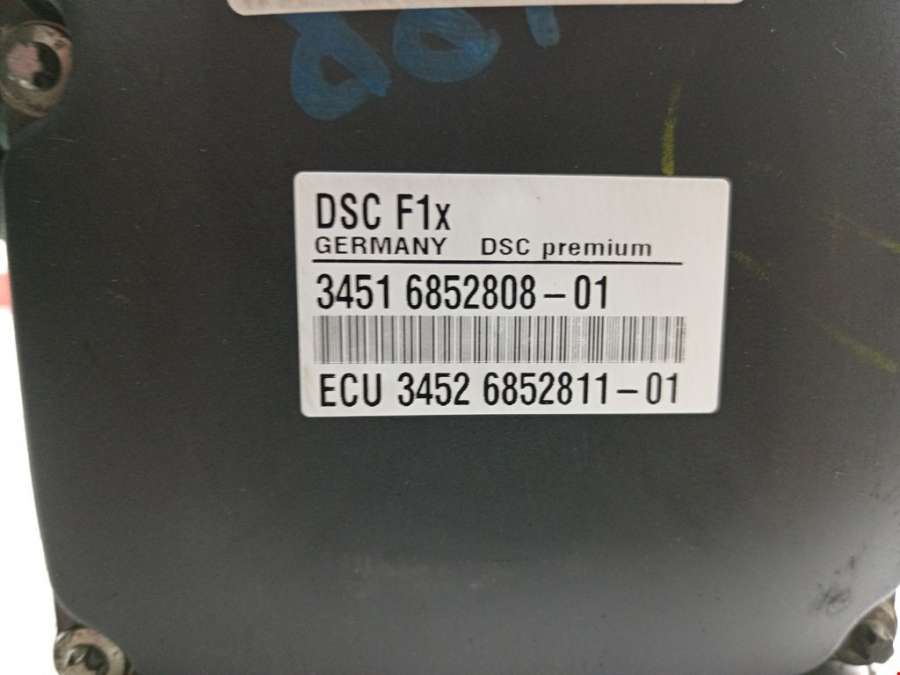 DSC F1x
GERMANY DSC premium
3451 6852808-01
ECU 3452 6852811-01